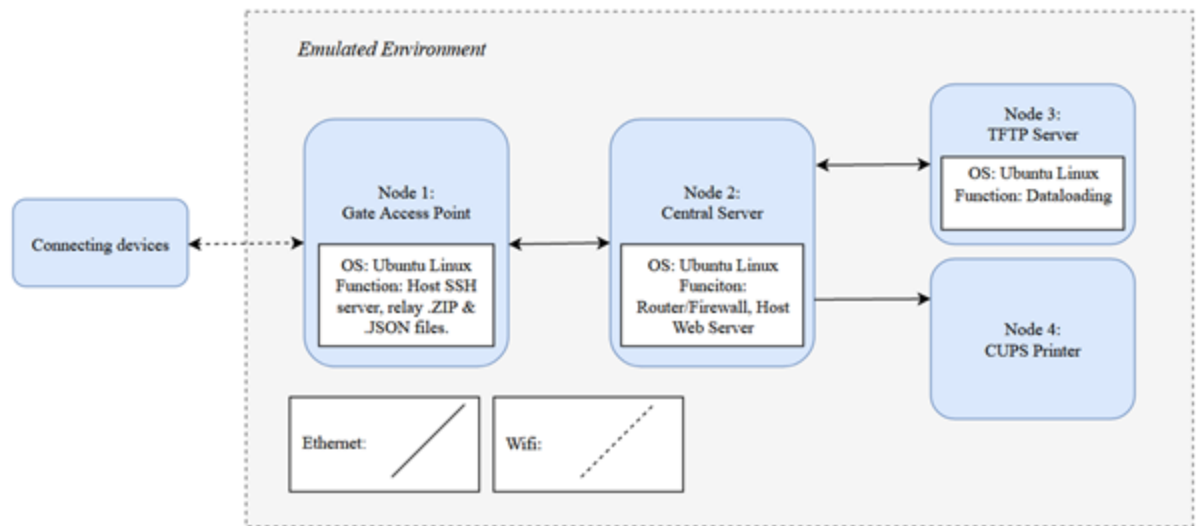 Emulated Environment
Connecting devices
Node 1:
Gate Access Point
OS: Ubuntu Linux
Function: Host SSH
server, relay .ZIP &
.JSON files.
Node 2:
Central Server
OS: Ubuntu Linux
Funciton:
Router/Firewall, Host
Web Server
Node 3:
TFTP Server
OS: Ubuntu Linux
Function: Dataloading
Node 4:
CUPS Printer
Ethernet:
Wifi: